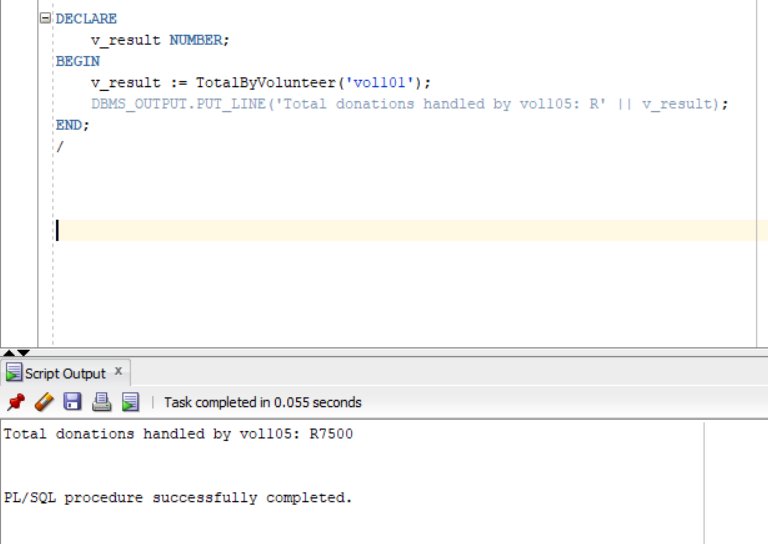 DECLARE
v_result NUMBER;
BEGIN
v_result := TotalByVolunteer('vol101');
DBMS_OUTPUT.PUT_LINE('Total donations handled by vol105: R' || v_result);
END;
/
Script Output x
Task completed in 0.055 seconds
Total donations handled by vol105: R7500
PL/SQL procedure successfully completed.